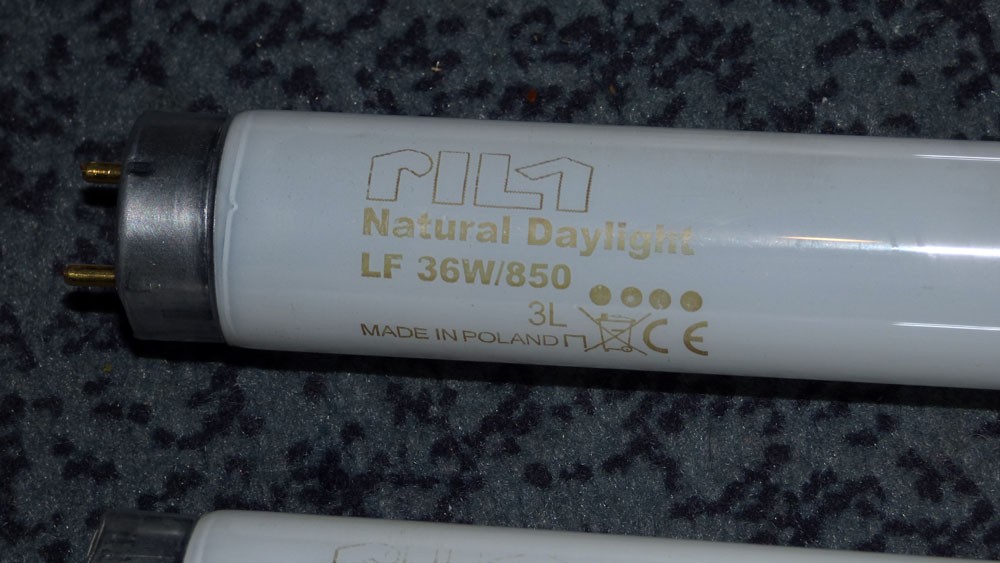 PILA
Natural Daylight
LF 36W/850
3L
MADE IN POLAND CE